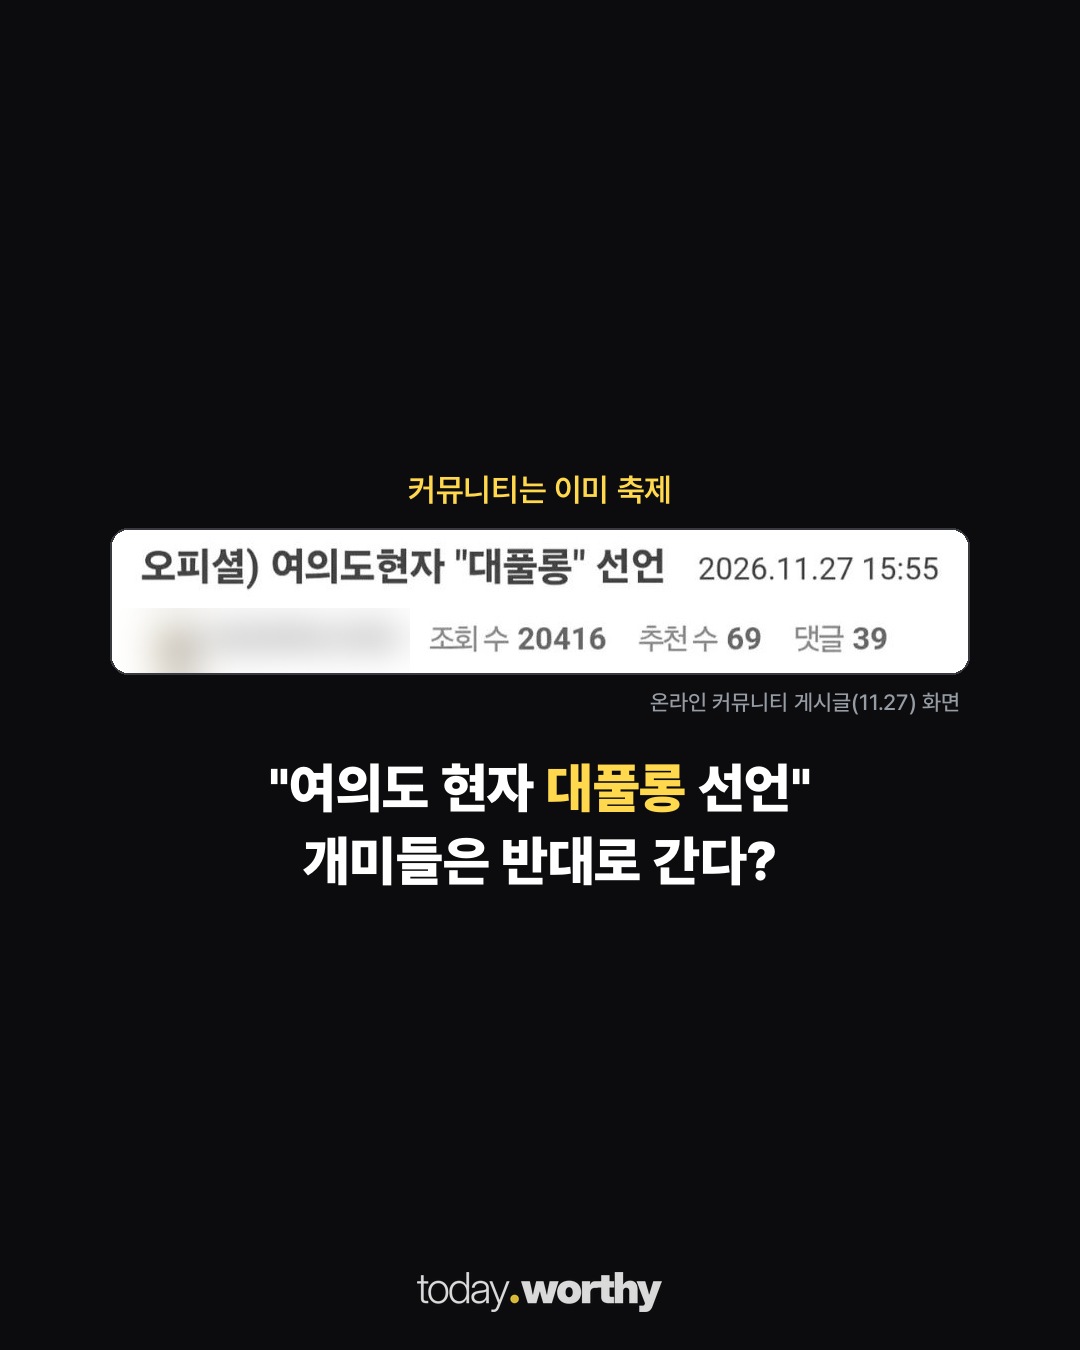 커뮤니티는 이미 축제
오피셜) 여의도현자 "대풀롱" 선언 2026.11.27 15:55
조회 수 20416 추천 수 69 댓글 39
온라인 커뮤니티 게시글(11.27) 화면
"여의도 현자 대풀롱 선언"
개미들은 반대로 간다?
today.worthy